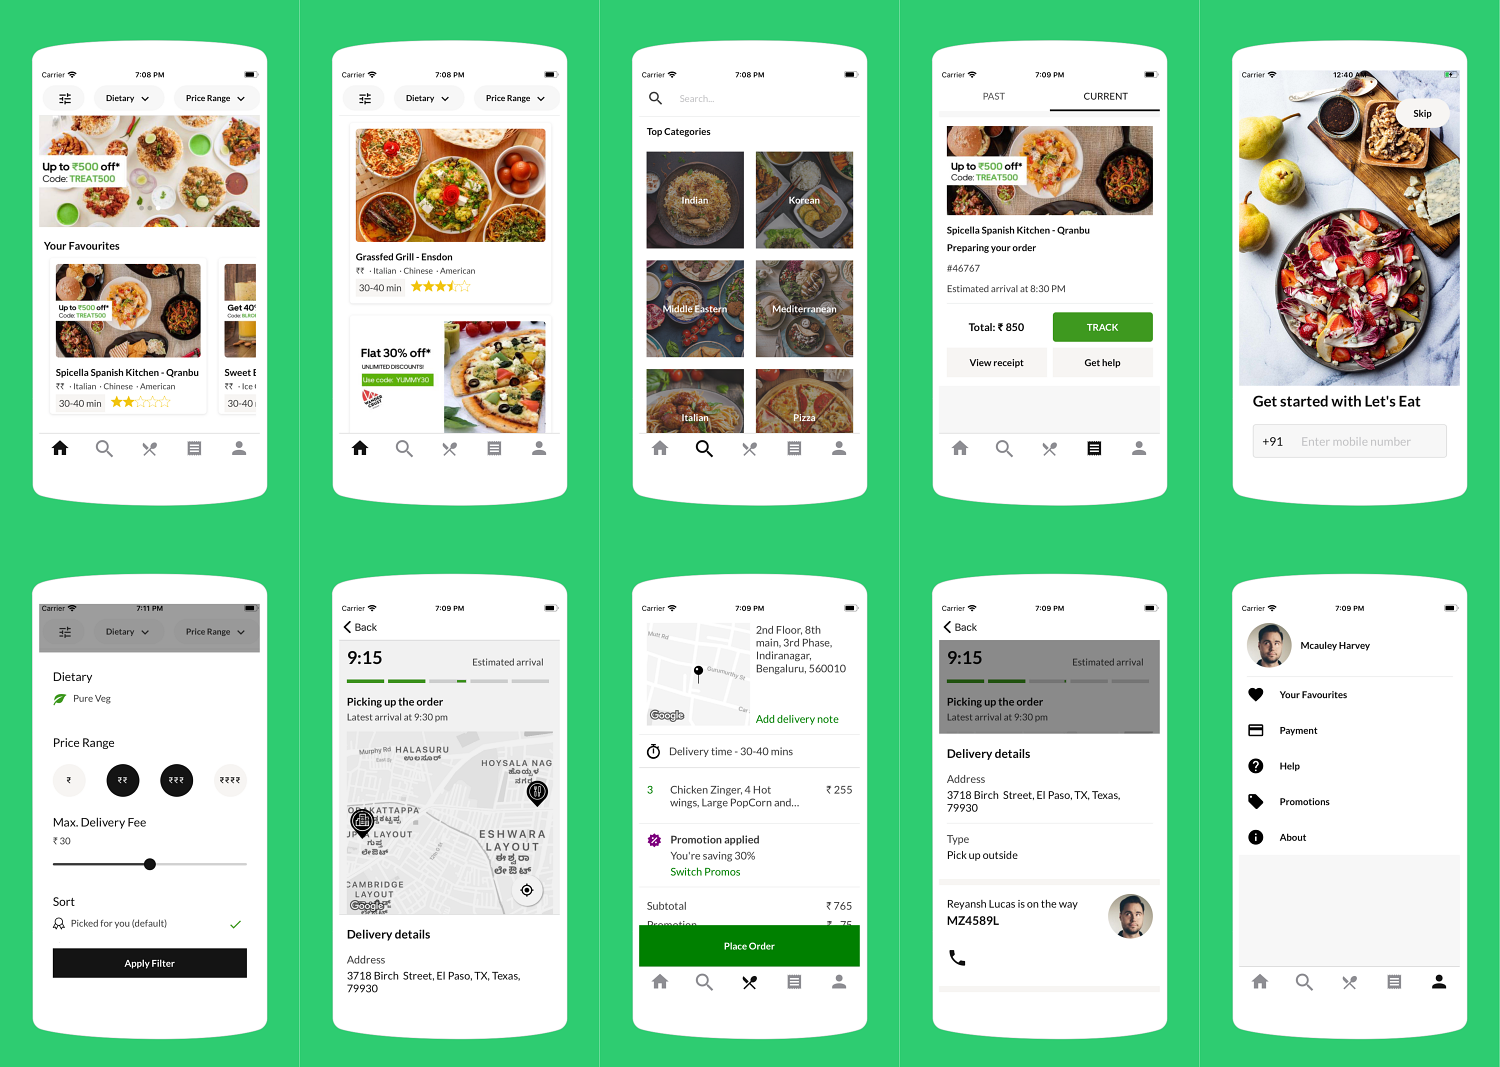 Carrier 7:08 PM
Dietary Price Range
Up to ₹500 off*
Code: TREAT500
Your Favourites
Up to ₹500 off*
Code: TREAT500
Get 40
Spicella Spanish Kitchen - Qranbu
Sweet
₹₹ · Italian · Chinese · American
₹₹ · Ice
30-40 min
30-40
Carrier 7:08 PM
Dietary Price Range
Grassfed Grill - Ensdon
₹₹ · Italian · Chinese · American
30-40 min
Flat 30% off*
UNLIMITED DISCOUNTS!
Use code: YUMMY30
Carrier 7:08 PM
Search...
Top Categories
Indian
Korean
Middle Eastern
Mediterranean
Italian
Pizza
Carrier 7:09 PM
PAST CURRENT
Up to ₹500 off*
Code: TREAT500
Spicella Spanish Kitchen - Qranbu
Preparing your order
#46767
Estimated arrival at 8:30 PM
Total: ₹ 850
TRACK
View receipt
Get help
Carrier 12:40 AM
Skip
Get started with Let's Eat
+91 Enter mobile number
Carrier 7:11 PM
Dietary Price Range
Dietary
Pure Veg
Price Range
₹ ₹₹ ₹₹₹ ₹₹₹₹
Max. Delivery Fee
₹ 30
Sort
Picked for you (default)
Apply Filter
Carrier 7:09 PM
Back
9:15 Estimated arrival
Picking up the order
Latest arrival at 9:30 pm
Murphy Rd HALASURU
ಹಲಸೂರು
HOYSALA NAG
ಹೊಯ್ಸಳ
ನಗರ
ESHWARA
LAYOUT
ಈಶ್ವರಾ
ಲೇಔಟ್
LAYOUT
ಗುಪ್ತ
ಲೇಔಟ್
CAMBRIDGE
LAYOUT
Google
Delivery details
Address
3718 Birch Street, El Paso, TX, Texas,
79930
Carrier 7:09 PM
Mutt Rd
Gurumurthy St
Car
Google
2nd Floor, 8th
main, 3rd Phase,
Indiranagar,
Bengaluru, 560010
Add delivery note
Delivery time - 30-40 mins
3 Chicken Zinger, 4 Hot ₹ 255
wings, Large PopCorn and...
Promotion applied
You're saving 30%
Switch Promos
Subtotal ₹ 765
Promotion ₹ 75
Place Order
Carrier 7:09 PM
Back
9:15 Estimated arrival
Picking up the order
Latest arrival at 9:30 pm
Delivery details
Address
3718 Birch Street, El Paso, TX, Texas,
79930
Type
Pick up outside
Reyansh Lucas is on the way
MZ4589L
Carrier 7:09 PM
Mcauley Harvey
Your Favourites
Payment
Help
Promotions
About